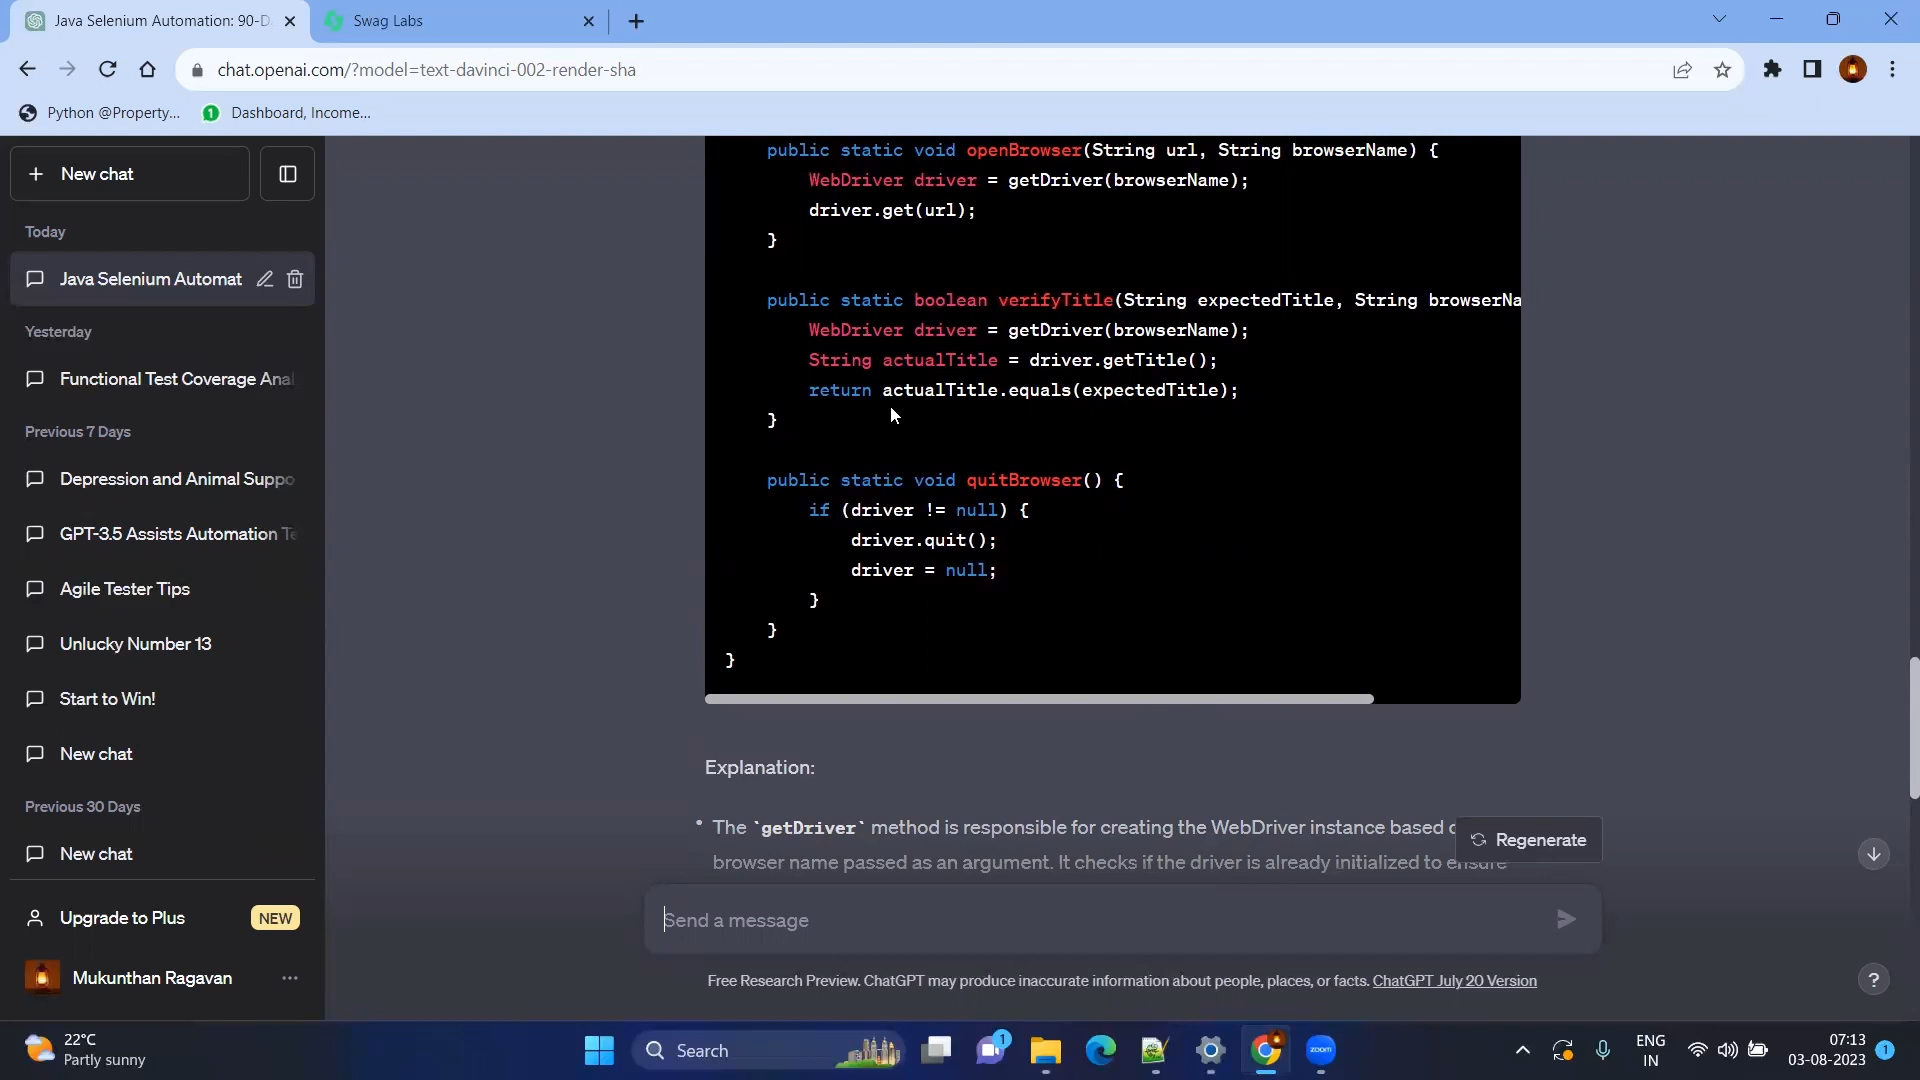 Java Selenium Automation: 90-D
Swag Labs
chat.openai.com/?model=text-davinci-002-render-sha
Python @Property...
1
Dashboard, Income...
New chat
Today
Java Selenium Automat
Yesterday
Functional Test Coverage Anal
Previous 7 Days
Depression and Animal Suppo
GPT-3.5 Assists Automation Te
Agile Tester Tips
Unlucky Number 13
Start to Win!
New chat
Previous 30 Days
New chat
Upgrade to Plus
NEW
Mukunthan Ragavan
public static void openBrowser(String url, String browserName) {
WebDriver driver = getDriver(browserName);
driver.get(url);
}
public static boolean verifyTitle(String expectedTitle, String browserNa
WebDriver driver = getDriver(browserName);
String actualTitle = driver.getTitle();
return actualTitle.equals(expectedTitle);
}
public static void quitBrowser() {
if (driver != null) {
driver.quit();
driver = null;
}
}
}
Explanation:
• The `getDriver` method is responsible for creating the WebDriver instance based o
browser name passed as an argument. It checks if the driver is already initialized to ensure
Regenerate
Send a message
Free Research Preview. ChatGPT may produce inaccurate information about people, places, or facts. ChatGPT July 20 Version
?
22°C
Partly sunny
Search
1
zoom
ENG
IN
07:13
03-08-2023
1